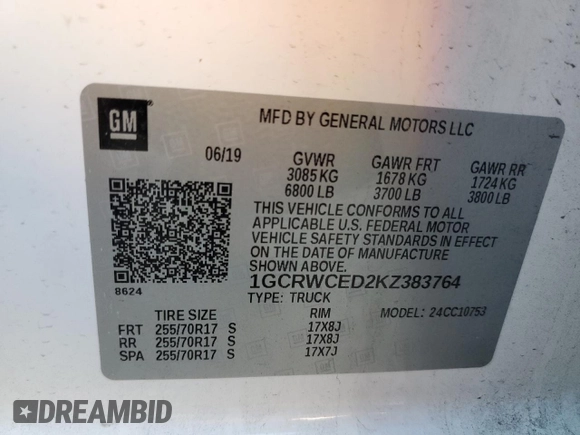 GM
MFD BY GENERAL MOTORS LLC
06/19 GVWR GAWR FRT GAWR RR
3085 KG 1678 KG 1724 KG
6800 LB 3700 LB 3800 LB
THIS VEHICLE CONFORMS TO ALL
APPLICABLE U.S. FEDERAL MOTOR
VEHICLE SAFETY STANDARDS IN EFFECT
ON THE DATE OF MANUFACTURE
SHOWN ABOVE.
8624
1GCRWCED2KZ383764
TYPE: TRUCK
TIRE SIZE RIM MODEL: 24CC10753
FRT 255/70R17 S 17X8J
RR 255/70R17 S 17X8J
SPA 255/70R17 S 17X7J
DREAMBID